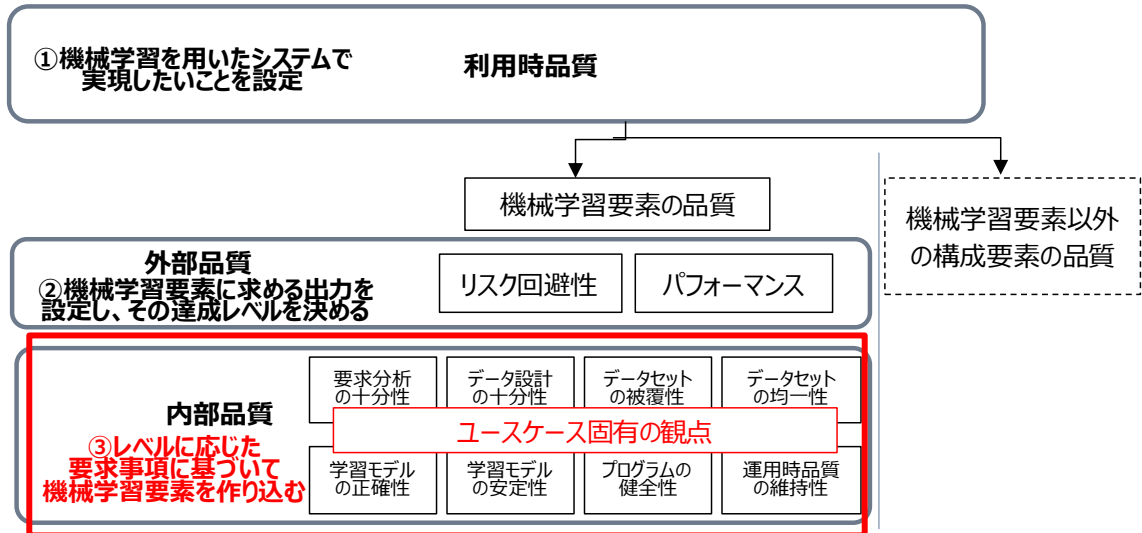 ①機械学習を用いたシステムで
実現したいことを設定
利用時品質
機械学習要素の品質
機械学習要素以外
の構成要素の品質
外部品質
②機械学習要素に求める出力を
設定し、その達成レベルを決める
リスク回避性
パフォーマンス
内部品質
③レベルに応じた
要求事項に基づいて
機械学習要素を作り込む
要求分析
の十分性
データ設計
の十分性
データセット
の被覆性
データセット
の均一性
ユースケース固有の観点
学習モデル
の正確性
学習モデル
の安定性
プログラムの
健全性
運用時品質
の維持性